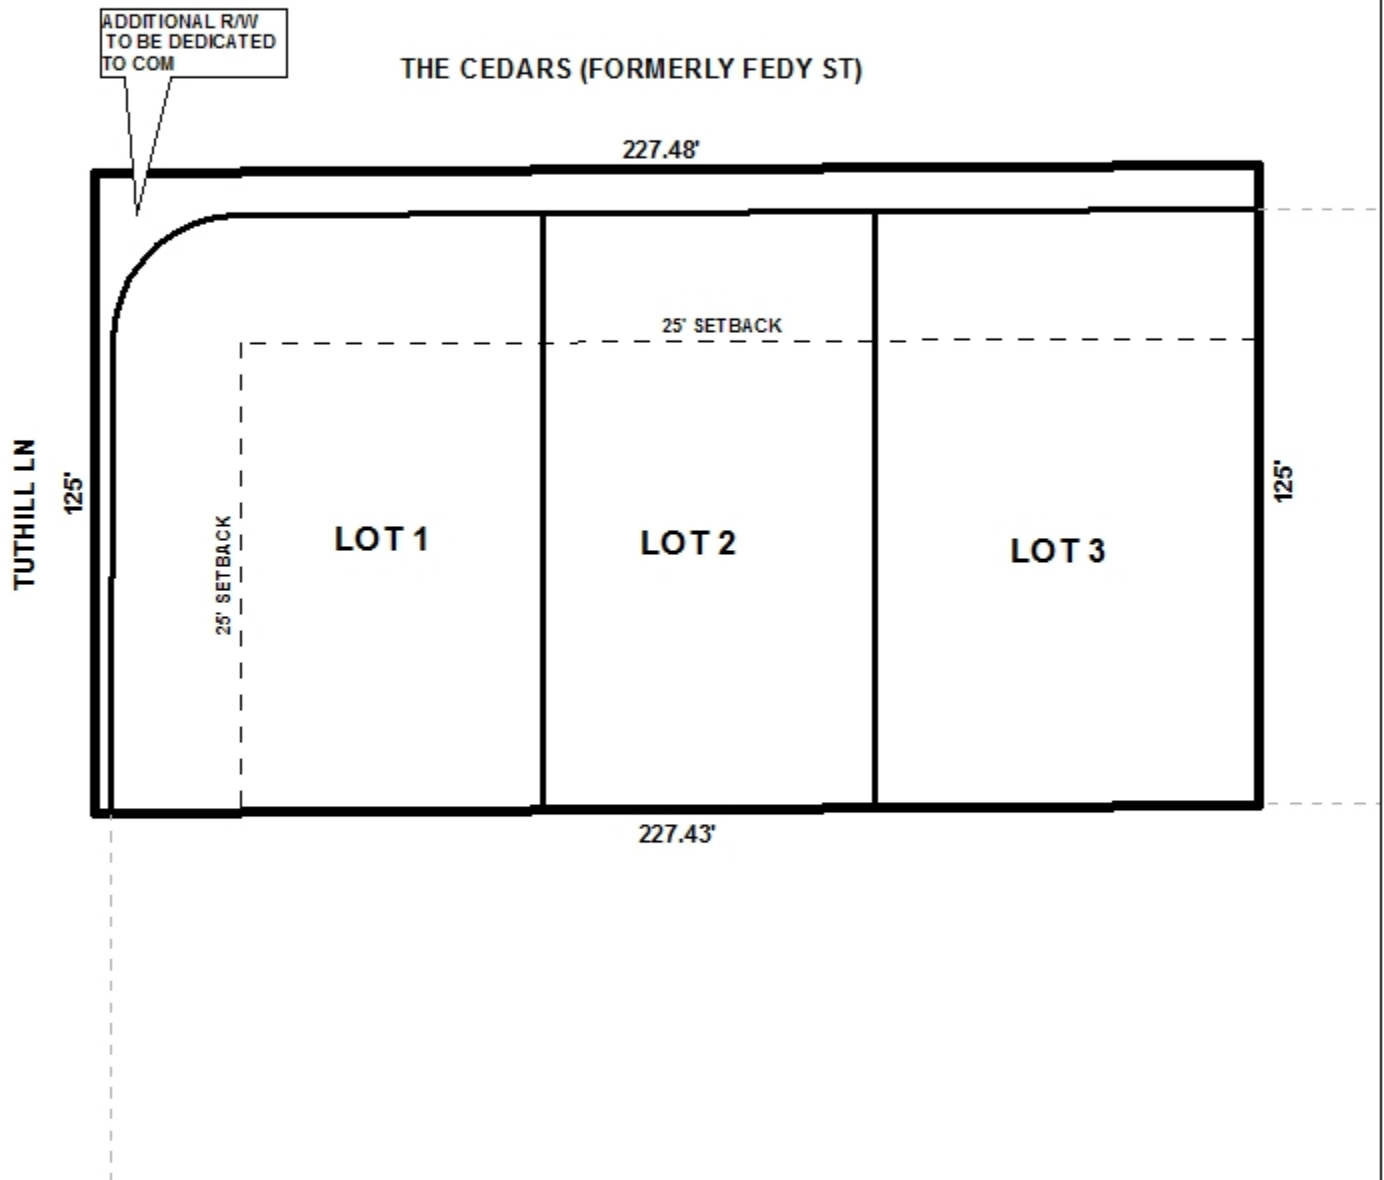 ADDITIONAL R/W
TO BE DEDICATED
TO COM
THE CEDARS (FORMERLY FEDY ST)
227.48'
25' SETBACK
TUTHILL LN
125'
25' SETBACK
LOT 1
LOT 2
LOT 3
125'
227.43'